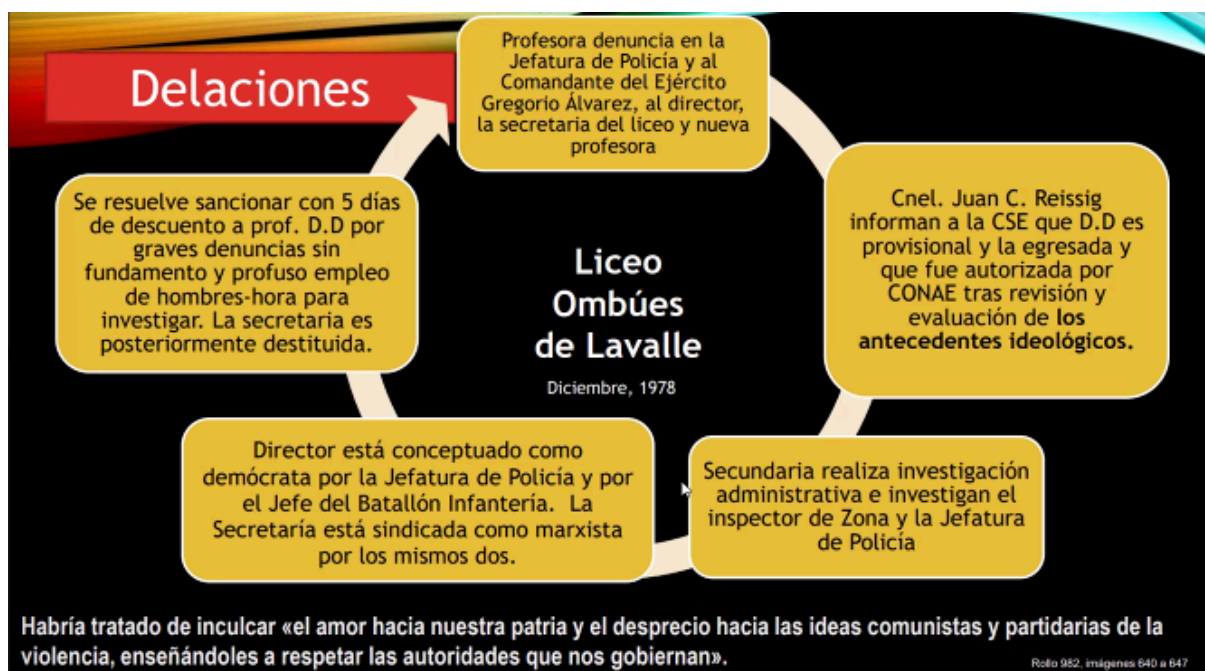 Delaciones
Profesora denuncia en la
Jefatura de Policía y al
Comandante del Ejército
Gregorio Álvarez, al director,
la secretaria del liceo y nueva
profesora
Cnel. Juan C. Reissig
informan a la CSE que D.D es
provisional y la egresada y
que fue autorizada por
CONAE tras revisión y
evaluación de los
antecedentes ideológicos.
Secundaria realiza investigación
administrativa e investigan el
inspector de Zona y la Jefatura
de Policía
Director está conceptuado como
demócrata por la Jefatura de Policía y por
el Jefe del Batallón Infantería. La
Secretaría está sindicada como marxista
por los mismos dos.
Se resuelve sancionar con 5 días
de descuento a prof. D.D por
graves denuncias sin
fundamento y profuso empleo
de hombres-hora para
investigar. La secretaria es
posteriormente destituida.
Liceo
Ombúes
de Lavalle
Diciembre, 1978
Habría tratado de inculcar «el amor hacia nuestra patria y el desprecio hacia las ideas comunistas y partidarias de la
violencia, enseñándoles a respetar las autoridades que nos gobiernan».
Rollo 982, imágenes 640 a 647